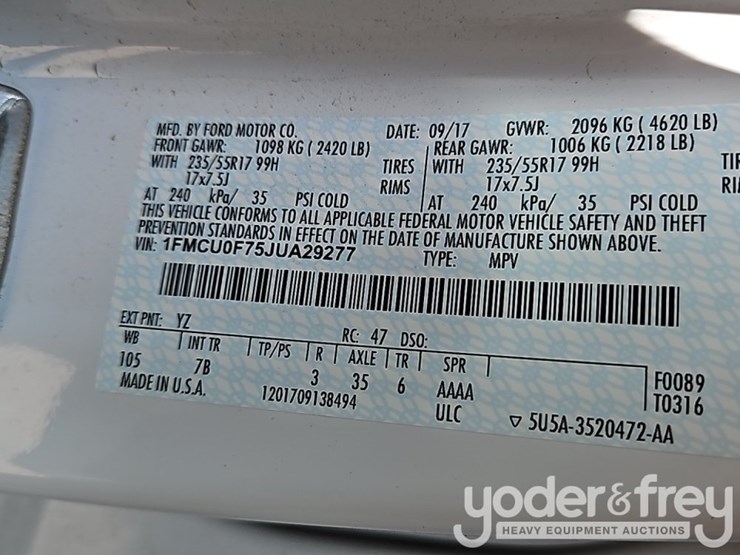 MFD. BY FORD MOTOR CO. DATE: 09/17 GVWR: 2096 KG ( 4620 LB)
FRONT GAWR: 1098 KG ( 2420 LB) REAR GAWR: 1006 KG ( 2218 LB)
WITH 235/55R17 99H TIRES WITH 235/55R17 99H
17x7.5J RIMS 17x7.5J
AT 240 kPa/ 35 PSI COLD AT 240 kPa/ 35 PSI COLD
THIS VEHICLE CONFORMS TO ALL APPLICABLE FEDERAL MOTOR VEHICLE SAFETY AND THEFT
PREVENTION STANDARDS IN EFFECT ON THE DATE OF MANUFACTURE SHOWN ABOVE.
VIN: 1FMCU0F75JUA29277 TYPE: MPV
EXT PNT: YZ RC: 47 DSO:
WB INT TR TP/PS R AXLE TR SPR
105 7B 3 35 6 AAAA F0089
MADE IN U.S.A. 1201709138494 ULC T0316
5U5A-3520472-AA
yoder&frey
HEAVY EQUIPMENT AUCTIONS